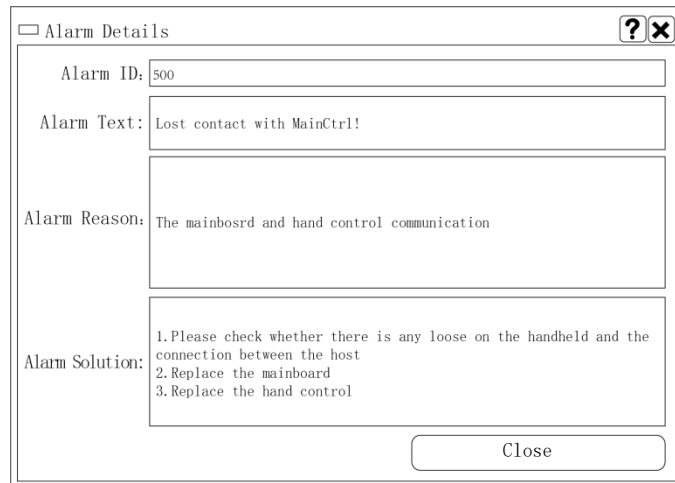 Alarm Details
Alarm ID: 500
Alarm Text: Lost contact with MainCtrl!
Alarm Reason: The mainbosrd and hand control communication
Alarm Solution:
1.Please check whether there is any loose on the handheld and the
connection between the host
2.Replace the mainboard
3.Replace the hand control
Close